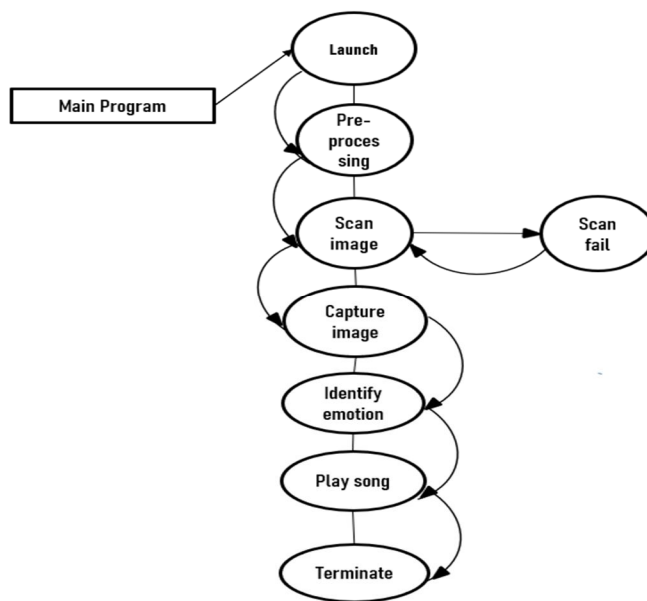 Launch
Main Program
Pre-
proces
sing
Scan
image
Scan
fail
Capture
image
Identify
emotion
Play song
Terminate